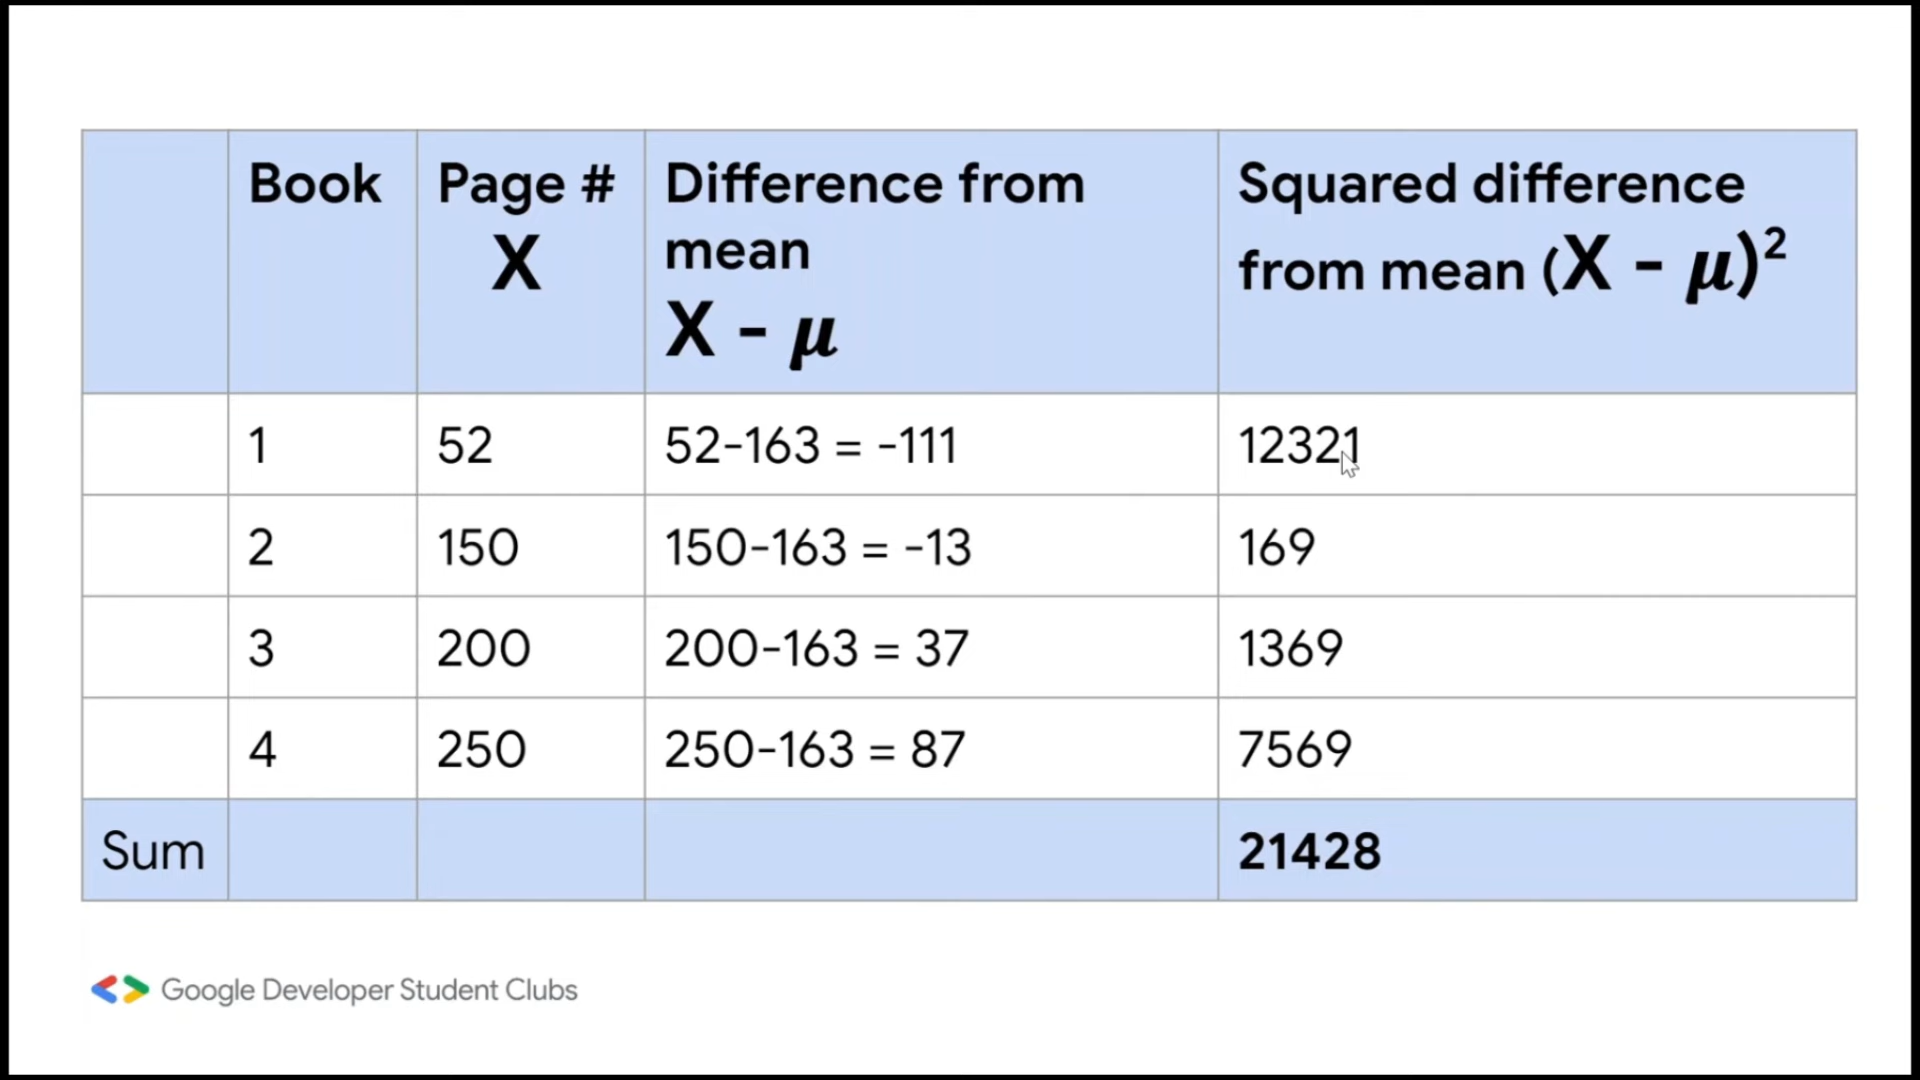 Book
Page #
X
Difference from
mean
X - μ
Squared difference
from mean (X - μ)²
1
52
52-163 = -111
12321
2
150
150-163 = -13
169
3
200
200-163 = 37
1369
4
250
250-163 = 87
7569
Sum
21428
Google Developer Student Clubs